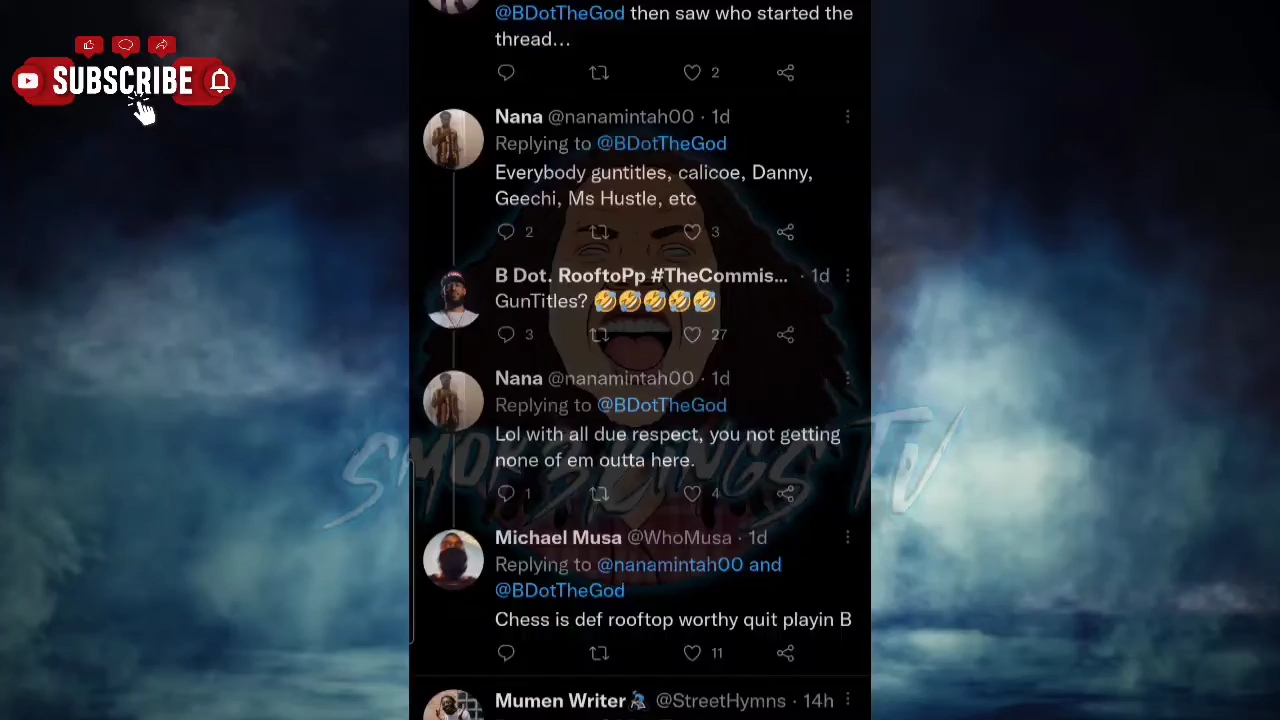 SUBSCRIBE
@BDotTheGod then saw who started the
thread...
2
Nana @nanamintah00 · 1d
Replying to @BDotTheGod
Everybody guntitles, calicoe, Danny,
Geechi, Ms Hustle, etc
2 3
B Dot. RooftoPp #TheCommis... · 1d
GunTitles? 🤣🤣🤣🤣🤣
3 27
Nana @nanamintah00 · 1d
Replying to @BDotTheGod
Lol with all due respect, you not getting
none of em outta here.
1 4
Michael Musa @WhoMusa · 1d
Replying to @nanamintah00 and
@BDotTheGod
Chess is def rooftop worthy quit playin B
11
Mumen Writer @StreetHymns · 14h
TV